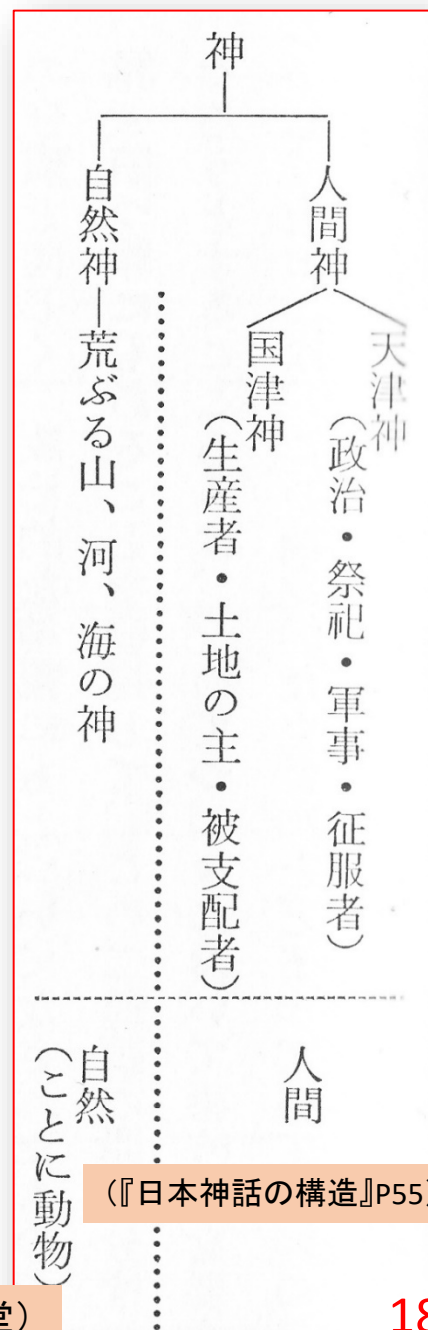 神
人間神
天津神
(政治・祭祀・軍事・征服者)
国津神
(生産者・土地の主・被支配者)
自然神―荒ぶる山、河、海の神
人間
自然
(ことに動物)
(『日本神話の構造』P55)
堂)
18